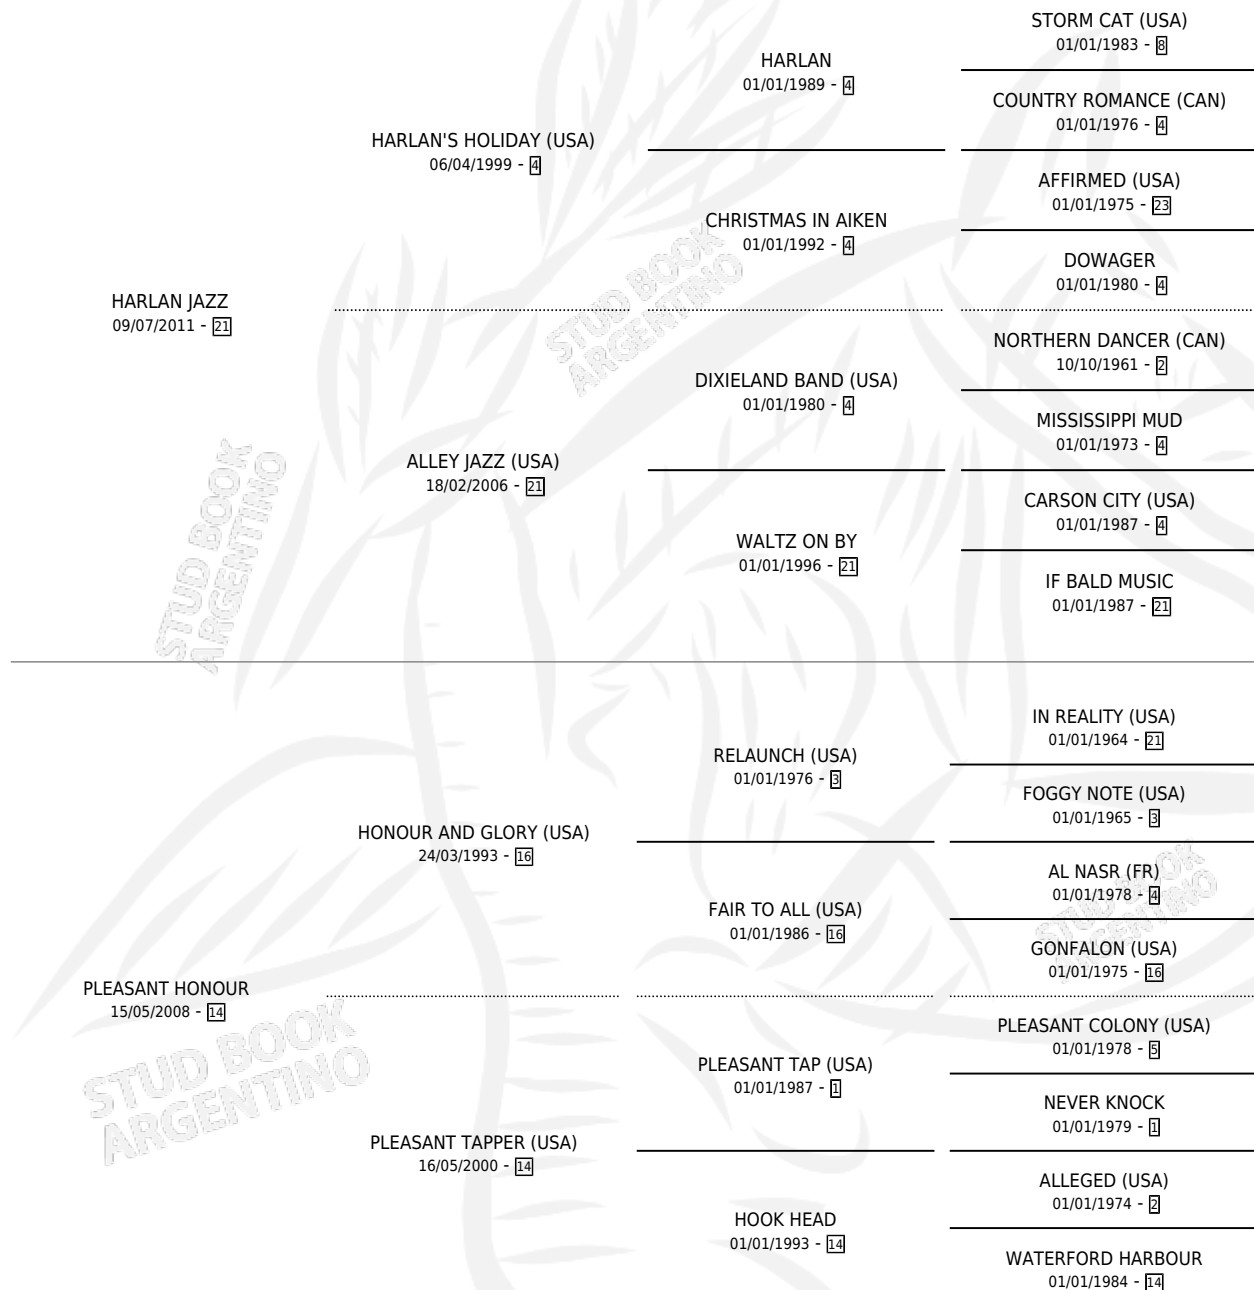 STORM CAT (USA)
01/01/1983 - 8
HARLAN
01/01/1989 - 4
COUNTRY ROMANCE (CAN)
01/01/1976 - 4
HARLAN'S HOLIDAY (USA)
06/04/1999 - 4
AFFIRMED (USA)
01/01/1975 - 23
CHRISTMAS IN AIKEN
01/01/1992 - 4
DOWAGER
01/01/1980 - 4
HARLAN JAZZ
09/07/2011 - 21
STUD BOOK
ARGENTINO
NORTHERN DANCER (CAN)
10/10/1961 - 2
DIXIELAND BAND (USA)
01/01/1980 - 4
MISSISSIPPI MUD
01/01/1973 - 4
ALLEY JAZZ (USA)
18/02/2006 - 21
CARSON CITY (USA)
01/01/1987 - 4
WALTZ ON BY
01/01/1996 - 21
IF BALD MUSIC
01/01/1987 - 21
STUD BOOK
ARGENTINO
IN REALITY (USA)
01/01/1964 - 21
RELAUNCH (USA)
01/01/1976 - 3
FOGGY NOTE (USA)
01/01/1965 - 3
HONOUR AND GLORY (USA)
24/03/1993 - 16
AL NASR (FR)
01/01/1978 - 4
FAIR TO ALL (USA)
01/01/1986 - 16
STUD BOOK
ARGENTINO
GONFALON (USA)
01/01/1975 - 16
PLEASANT HONOUR
15/05/2008 - 14
PLEASANT COLONY (USA)
01/01/1978 - 5
PLEASANT TAP (USA)
01/01/1987 - 1
STUD BOOK
ARGENTINO
NEVER KNOCK
01/01/1979 - 1
PLEASANT TAPPER (USA)
16/05/2000 - 14
ALLEGED (USA)
01/01/1974 - 2
HOOK HEAD
01/01/1993 - 14
WATERFORD HARBOUR
01/01/1984 - 14